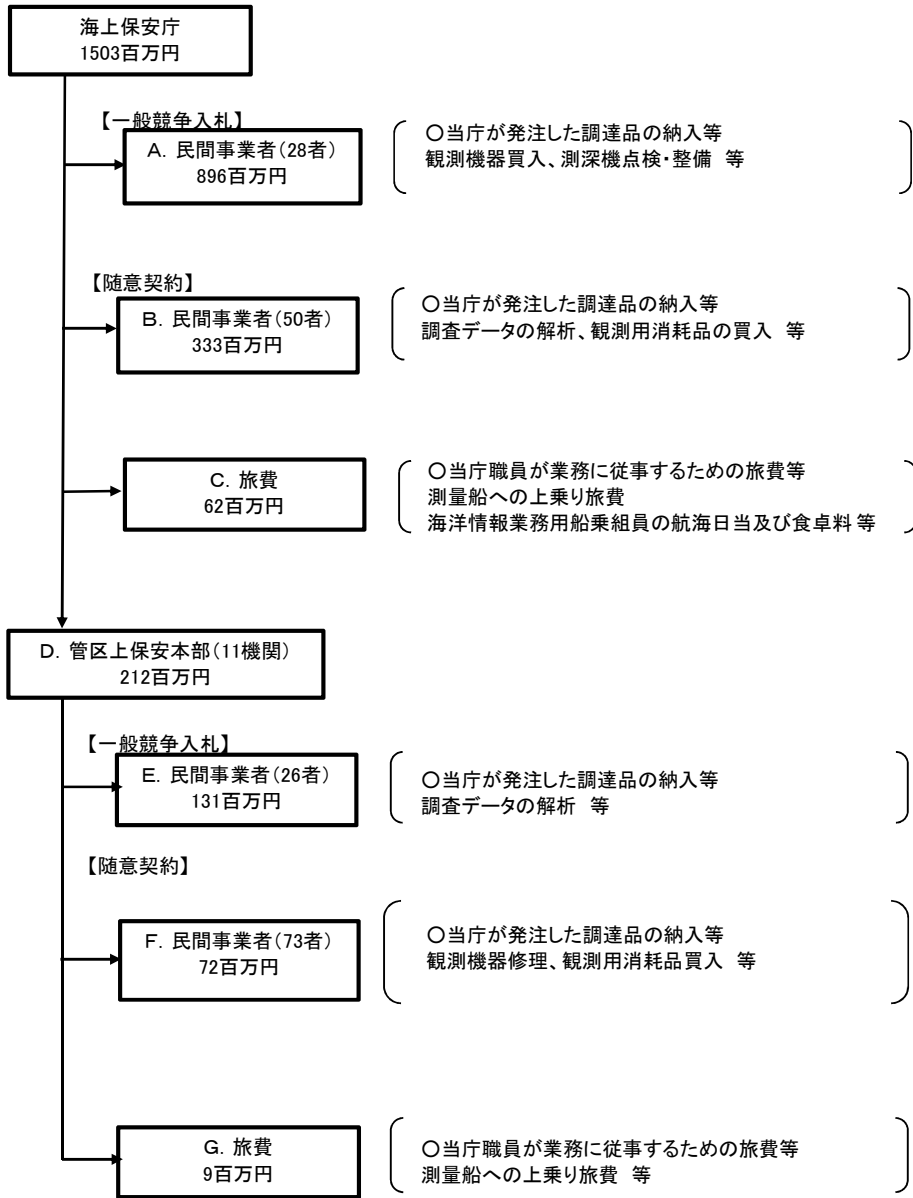 海上保安庁
1503百万円
【一般競争入札】
A. 民間事業者(28者)
896百万円
○当庁が発注した調達品の納入等
観測機器買入、測深機点検・整備 等
【随意契約】
B. 民間事業者(50者)
333百万円
○当庁が発注した調達品の納入等
調査データの解析、観測用消耗品の買入 等
C. 旅費
62百万円
○当庁職員が業務に従事するための旅費等
測量船への上乗り旅費
海洋情報業務用船乗組員の航海日当及び食卓料 等
D. 管区上保安本部(11機関)
212百万円
【一般競争入札】
E. 民間事業者(26者)
131百万円
○当庁が発注した調達品の納入等
調査データの解析 等
【随意契約】
F. 民間事業者(73者)
72百万円
○当庁が発注した調達品の納入等
観測機器修理、観測用消耗品買入 等
G. 旅費
9百万円
○当庁職員が業務に従事するための旅費等
測量船への上乗り旅費 等